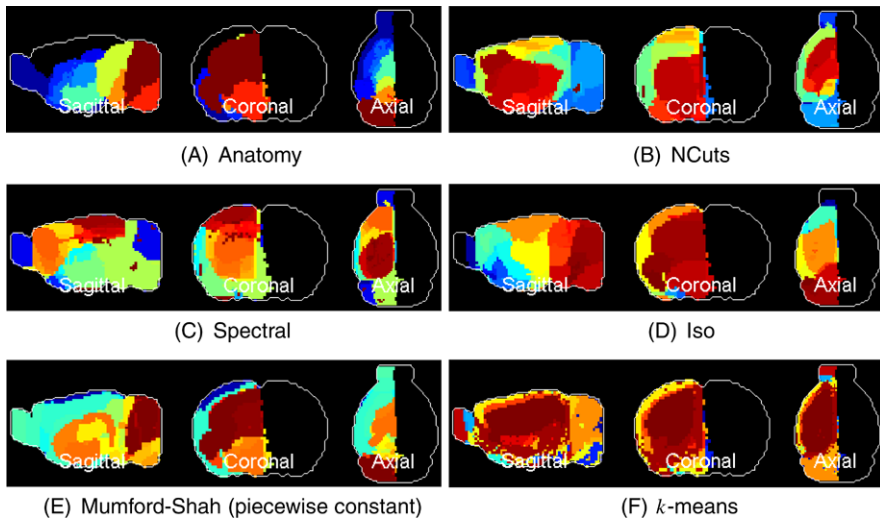 Sagittal Coronal Axial
Sagittal Coronal Axial
(A) Anatomy
(B) NCuts
Sagittal Coronal Axial
Sagittal Coronal Axial
(C) Spectral
(D) Iso
Sagittal Coronal Axial
Sagittal Coronal Axial
(E) Mumford-Shah (piecewise constant)
(F) k-means